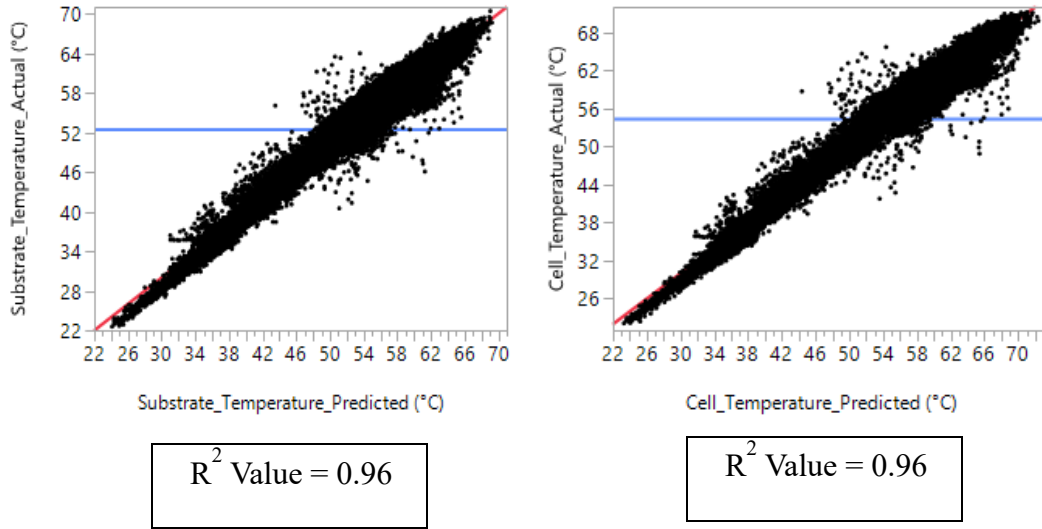 Substrate_Temperature_Actual (°C)
70
64
58
52
46
40
34
28
22
22 26 30 34 38 42 46 50 54 58 62 66 70
Substrate_Temperature_Predicted (°C)
R² Value = 0.96
Cell_Temperature_Actual (°C)
68
62
56
50
44
38
32
26
22 26 30 34 38 42 46 50 54 58 62 66 70
Cell_Temperature_Predicted (°C)
R² Value = 0.96